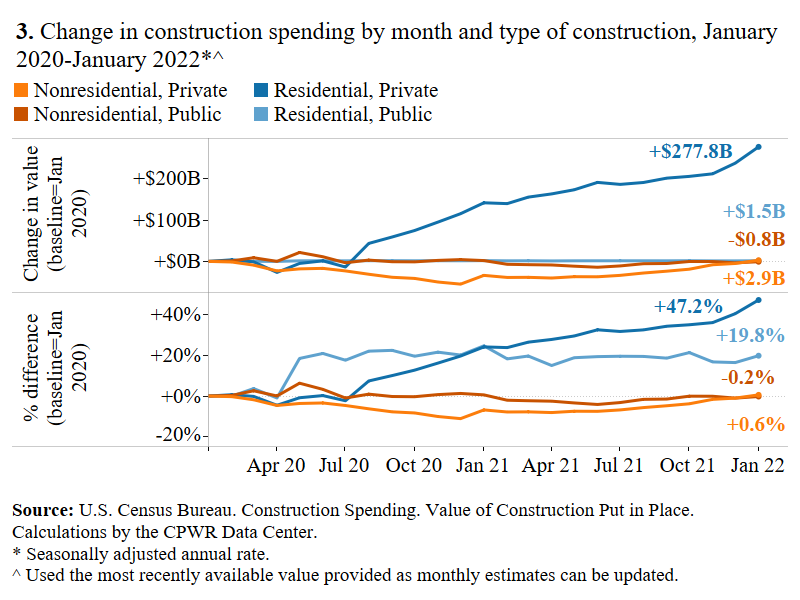 3. Change in construction spending by month and type of construction, January
2020-January 2022*^
Nonresidential, Private
Residential, Private
Nonresidential, Public
Residential, Public
Change in value
(baseline=Jan
2020)
+$200B
+$100B
+$0B
+$277.8B
+$1.5B
-$0.8B
+$2.9B
% difference
(baseline=Jan
2020)
+40%
+20%
+0%
-20%
+47.2%
+19.8%
-0.2%
+0.6%
Apr 20 Jul 20 Oct 20 Jan 21 Apr 21 Jul 21 Oct 21 Jan 22
Source: U.S. Census Bureau. Construction Spending. Value of Construction Put in Place.
Calculations by the CPWR Data Center.
* Seasonally adjusted annual rate.
^ Used the most recently available value provided as monthly estimates can be updated.